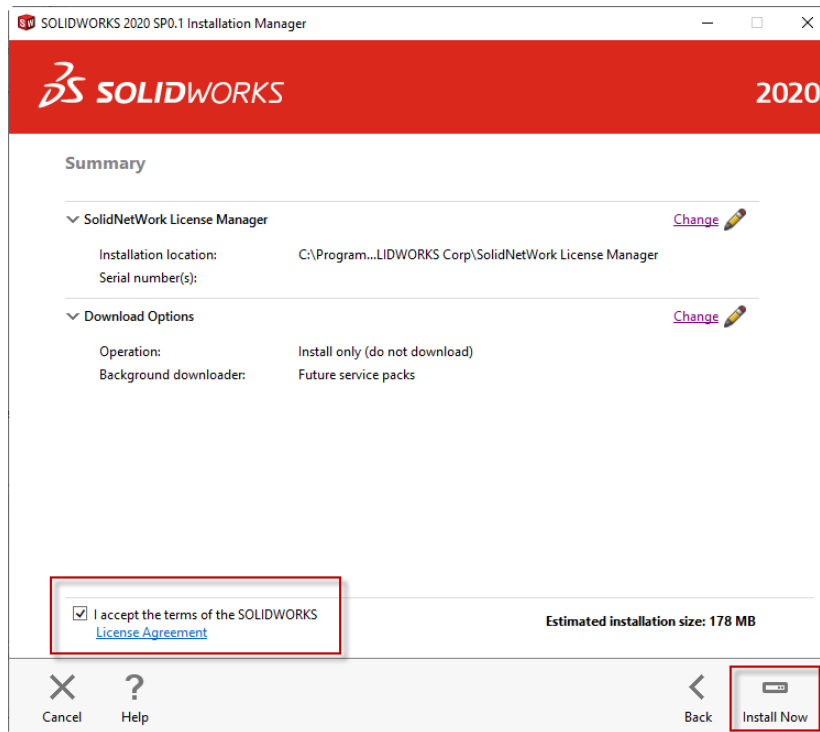 SW SOLIDWORKS 2020 SP0.1 Installation Manager
SOLIDWORKS 2020
Summary
SolidNetWork License Manager Change
Installation location: C:\Program...LIDWORKS Corp\SolidNetWork License Manager
Serial number(s):
Download Options Change
Operation: Install only (do not download)
Background downloader: Future service packs
I accept the terms of the SOLIDWORKS
License Agreement
Estimated installation size: 178 MB
Cancel Help Back Install Now